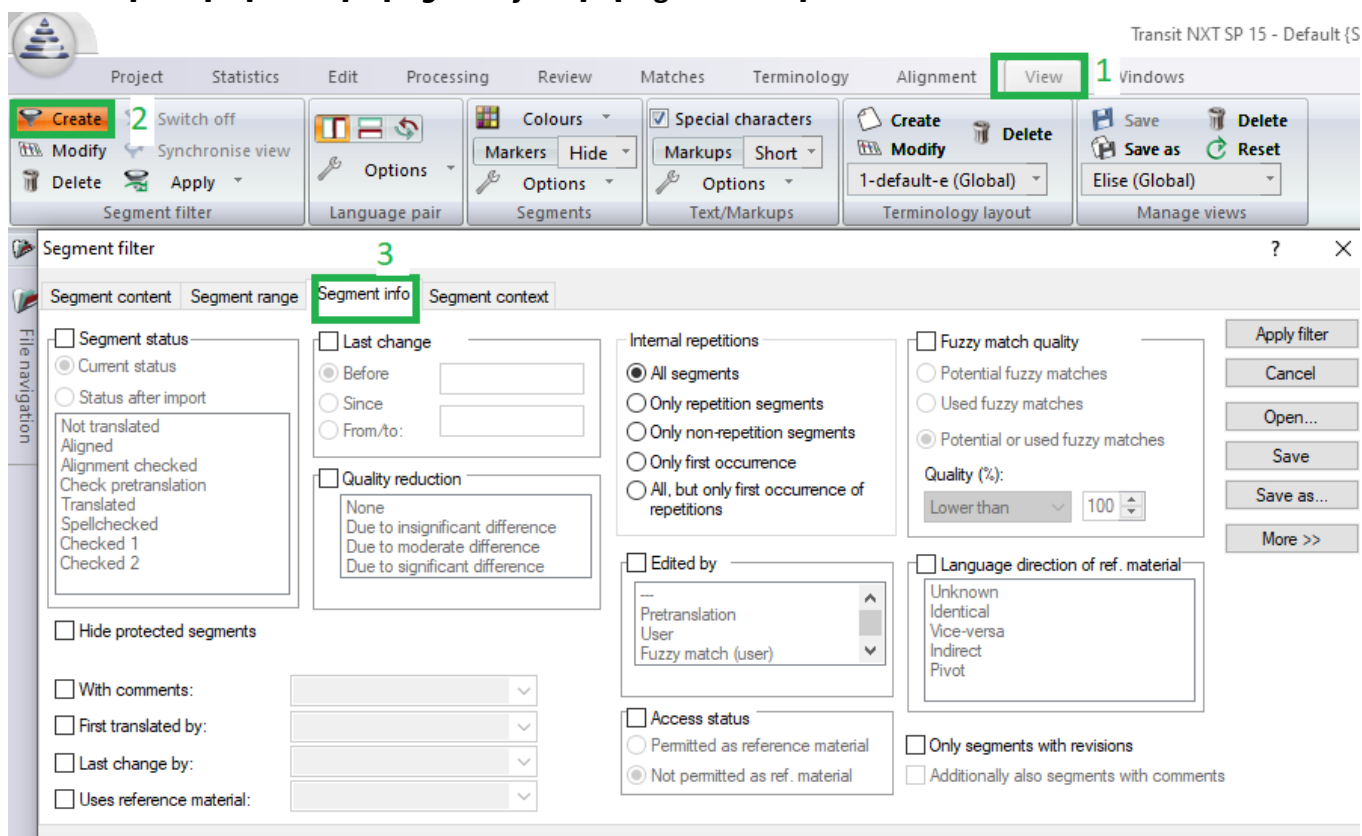 Transit NXT SP 15 - Default {S
Project Statistics Edit Processing Review Matches Terminology Alignment View 1 Windows
Create 2 Switch off
Modify Synchronise view
Delete Apply
Segment filter
Options
Language pair
Colours
Markers Hide
Options
Segments
Special characters
Markups Short
Options
Text/Markups
Create Delete
Modify
1-default-e (Global)
Terminology layout
Save Delete
Save as Reset
Elise (Global)
Manage views
File navigation
Segment filter ? X
3
Segment content Segment range Segment info Segment context
Segment status
Current status
Status after import
Not translated
Aligned
Alignment checked
Check pretranslation
Translated
Spellchecked
Checked 1
Checked 2
Hide protected segments
With comments:
First translated by:
Last change by:
Uses reference material:
Last change
Before
Since
From/to:
Quality reduction
None
Due to insignificant difference
Due to moderate difference
Due to significant difference
Internal repetitions
All segments
Only repetition segments
Only non-repetition segments
Only first occurrence
All, but only first occurrence of
repetitions
Edited by
---
Pretranslation
User
Fuzzy match (user)
Access status
Permitted as reference material
Not permitted as ref. material
Fuzzy match quality
Potential fuzzy matches
Used fuzzy matches
Potential or used fuzzy matches
Quality (%):
Lower than 100
Language direction of ref. material
Unknown
Identical
Vice-versa
Indirect
Pivot
Only segments with revisions
Additionally also segments with comments
Apply filter
Cancel
Open...
Save
Save as...
More >>